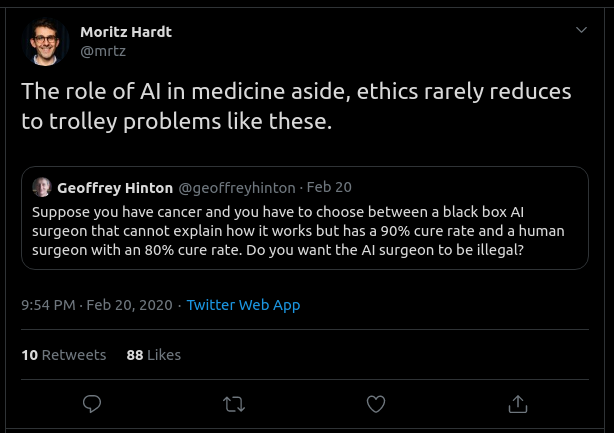 Moritz Hardt
@mrtz
The role of AI in medicine aside, ethics rarely reduces
to trolley problems like these.
Geoffrey Hinton @geoffreyhinton · Feb 20
Suppose you have cancer and you have to choose between a black box AI
surgeon that cannot explain how it works but has a 90% cure rate and a human
surgeon with an 80% cure rate. Do you want the AI surgeon to be illegal?
9:54 PM · Feb 20, 2020 · Twitter Web App
10 Retweets 88 Likes